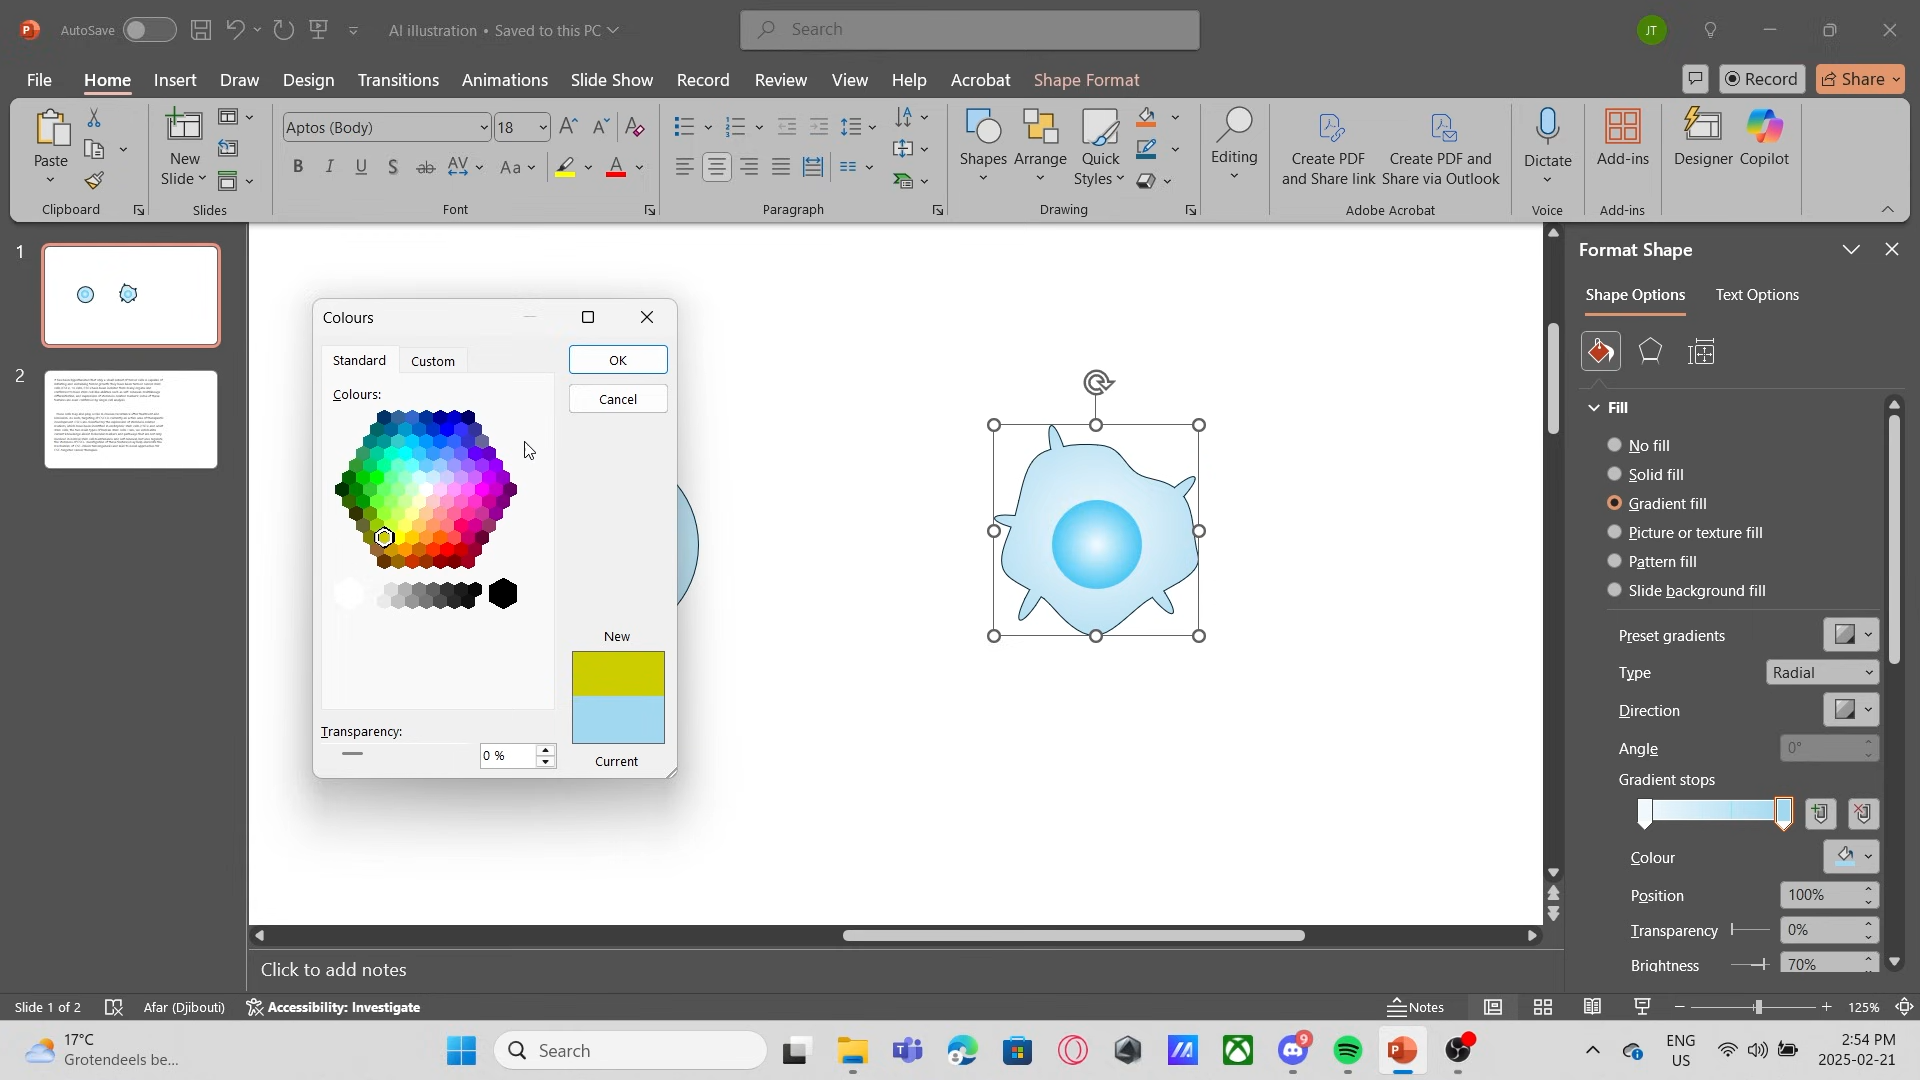 AutoSave
AI illustration • Saved to this PC
Search
JT
File Home Insert Draw Design Transitions Animations Slide Show Record Review View Help Acrobat Shape Format
Record
Share
Paste
New
Slide
Aptos (Body)
18
Shapes Arrange Quick
Styles
Editing
Create PDF
and Share link
Create PDF and
Share via Outlook
Dictate
Add-ins
Designer Copilot
Clipboard
Slides
Font
Paragraph
Drawing
Adobe Acrobat
Voice
Add-ins
1
2
Colours
Standard
Custom
OK
Cancel
Colours:
New
Transparency:
0 %
Current
Format Shape
Shape Options
Text Options
Fill
No fill
Solid fill
Gradient fill
Picture or texture fill
Pattern fill
Slide background fill
Preset gradients
Type
Radial
Direction
Angle
0°
Gradient stops
Colour
Position
100%
Transparency
0%
Brightness
70%
Click to add notes
Slide 1 of 2
Afar (Djibouti)
Accessibility: Investigate
Notes
125%
17°C
Grotendeels be...
Search
9
ENG
US
2:54 PM
2025-02-21